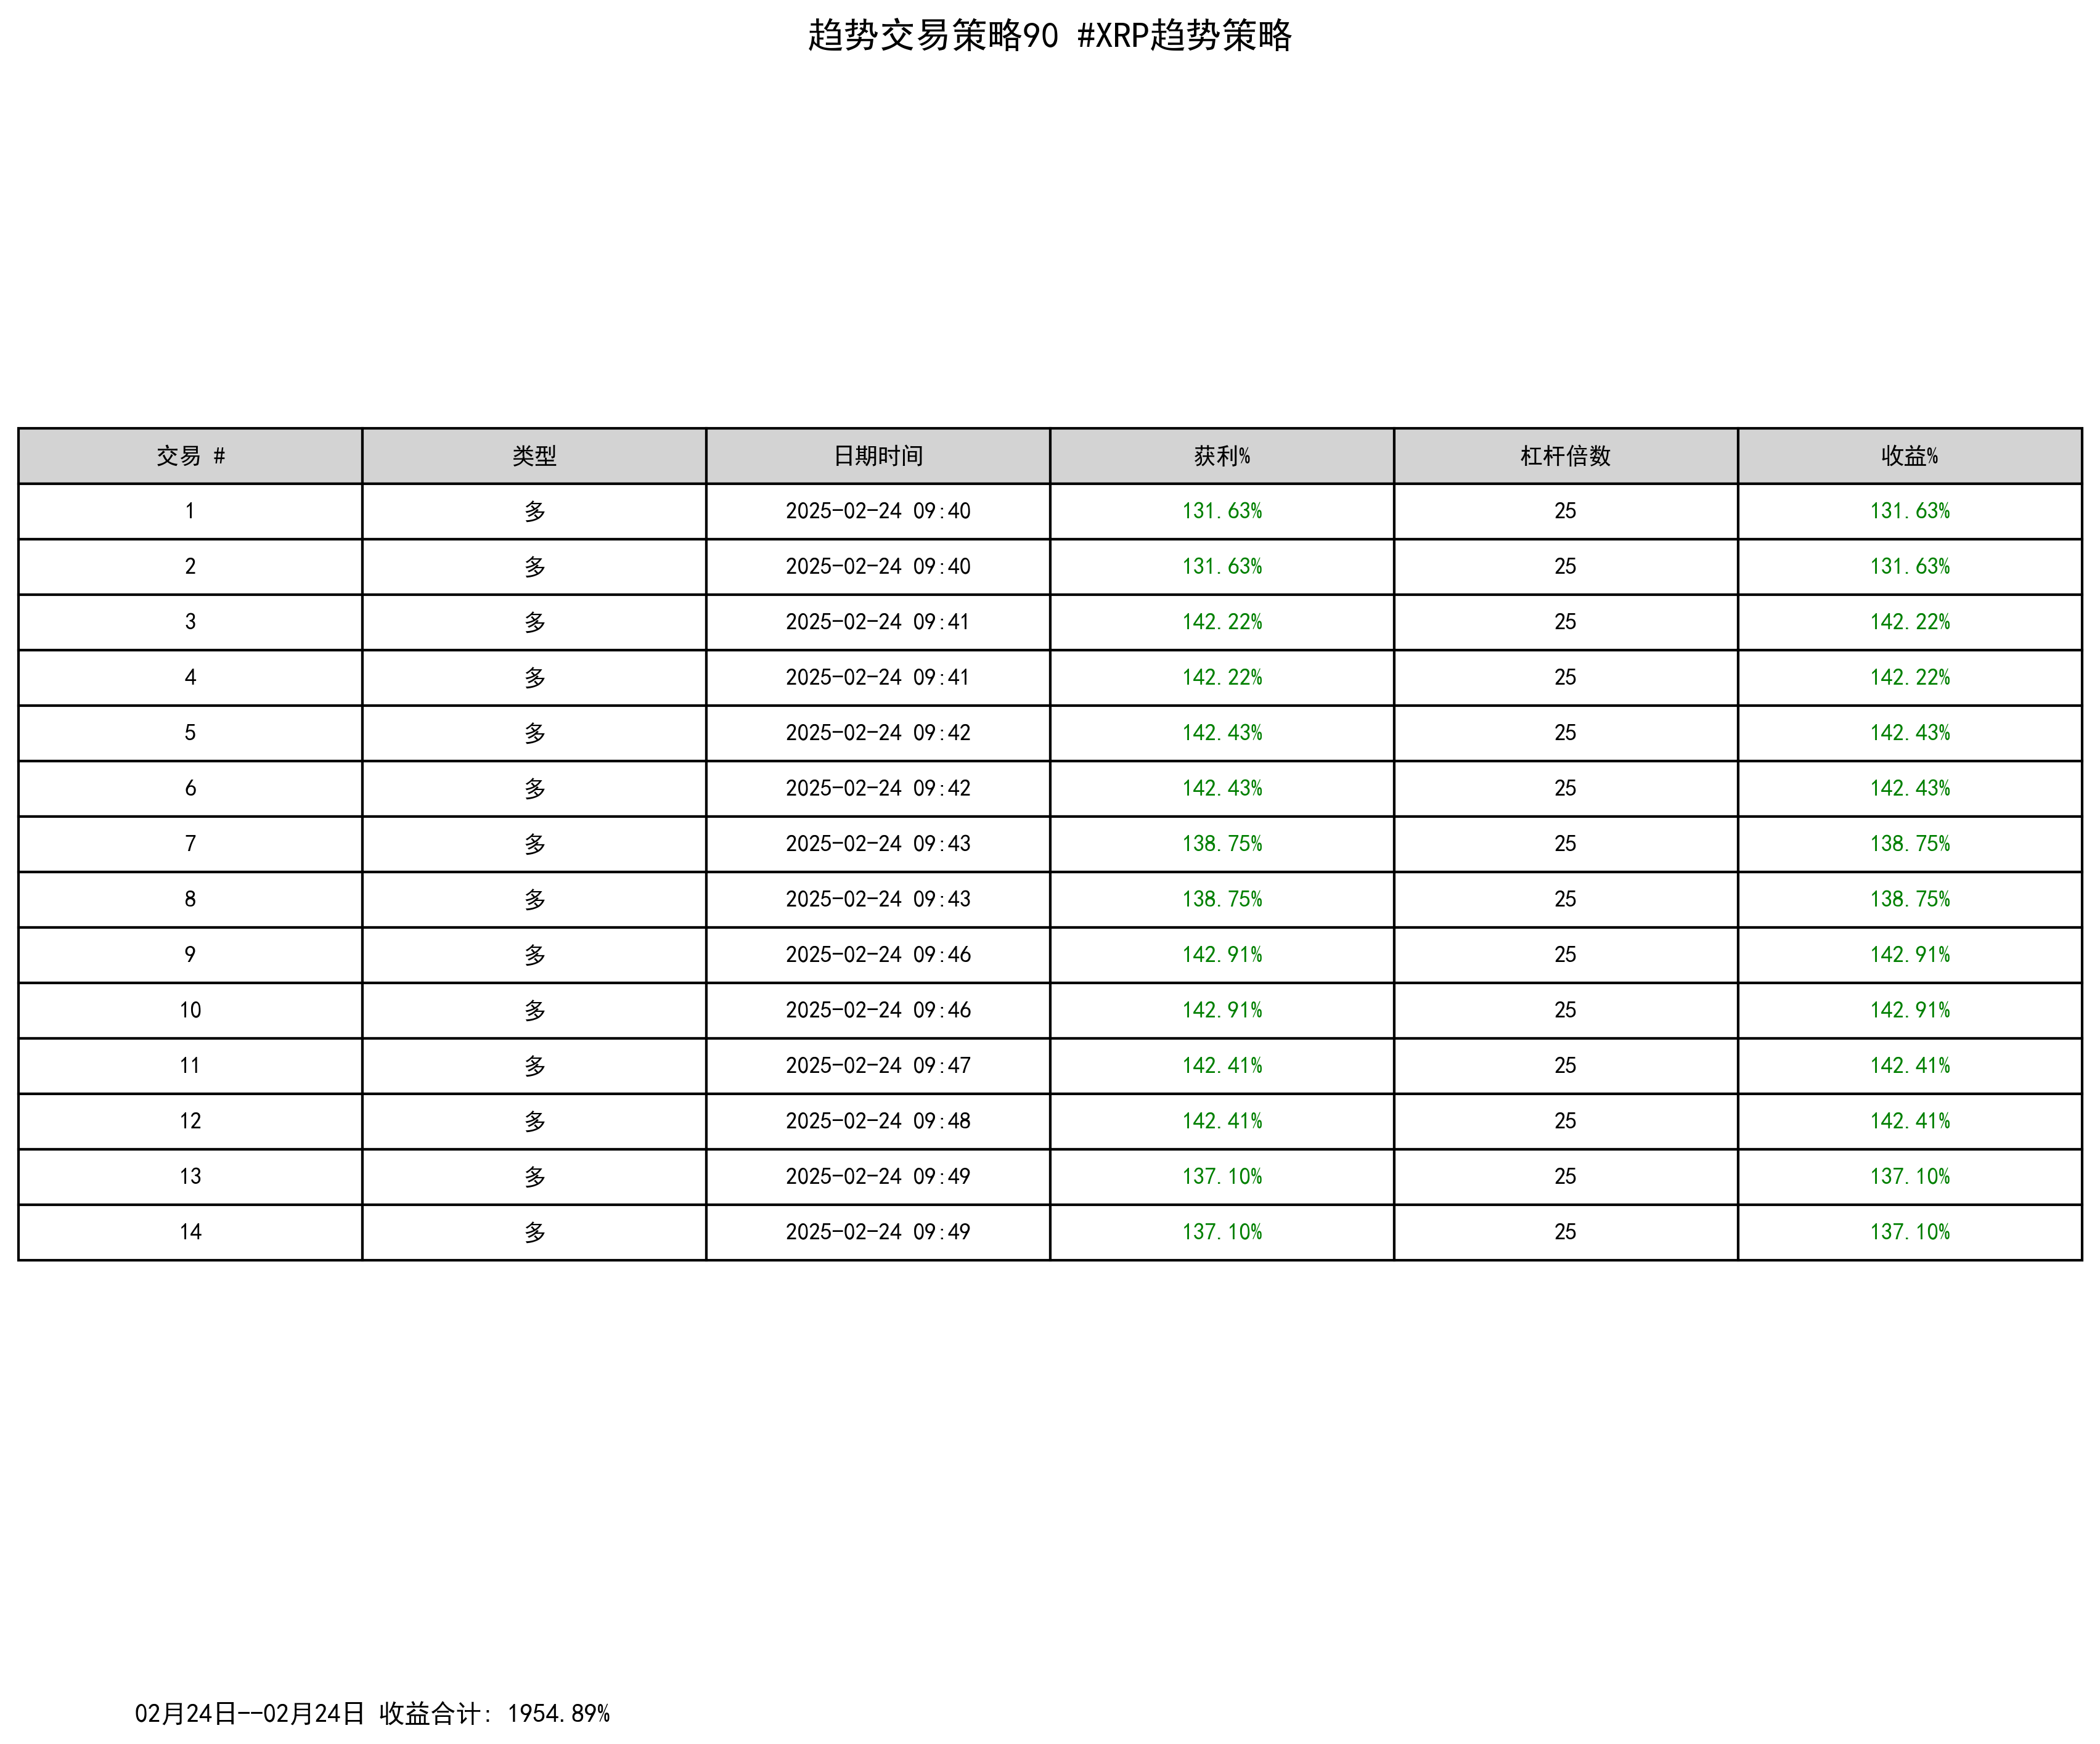 趋势交易策略90 #XRP趋势策略
交易 # 类型 日期时间 获利% 杠杆倍数 收益%
1 多 2025-02-24 09:40 131.63% 25 131.63%
2 多 2025-02-24 09:40 131.63% 25 131.63%
3 多 2025-02-24 09:41 142.22% 25 142.22%
4 多 2025-02-24 09:41 142.22% 25 142.22%
5 多 2025-02-24 09:42 142.43% 25 142.43%
6 多 2025-02-24 09:42 142.43% 25 142.43%
7 多 2025-02-24 09:43 138.75% 25 138.75%
8 多 2025-02-24 09:43 138.75% 25 138.75%
9 多 2025-02-24 09:46 142.91% 25 142.91%
10 多 2025-02-24 09:46 142.91% 25 142.91%
11 多 2025-02-24 09:47 142.41% 25 142.41%
12 多 2025-02-24 09:48 142.41% 25 142.41%
13 多 2025-02-24 09:49 137.10% 25 137.10%
14 多 2025-02-24 09:49 137.10% 25 137.10%
02月24日--02月24日 收益合计: 1954.89%